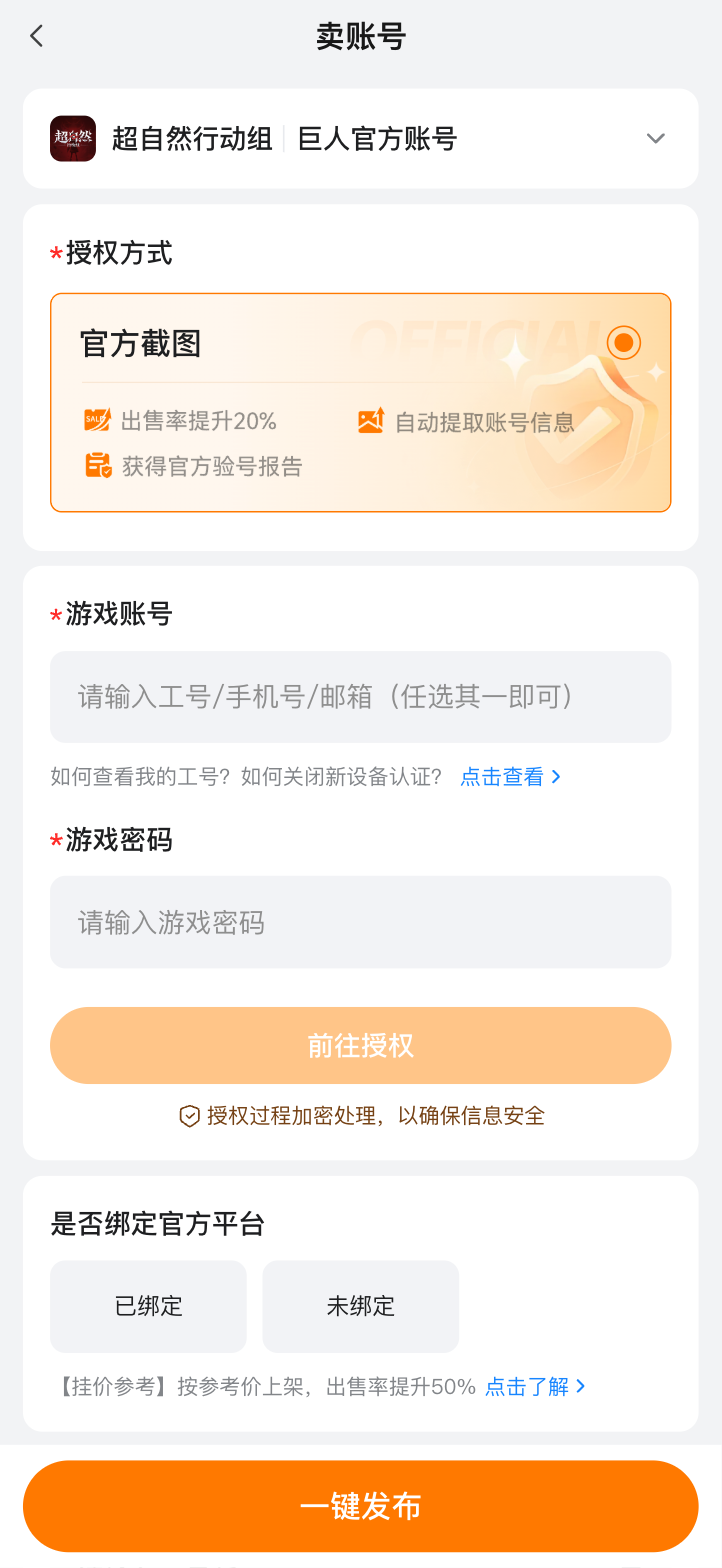 卖账号
超自然
超自然行动组 巨人官方账号
*授权方式
OFFICIAL
官方截图
SALE
出售率提升20%
自动提取账号信息
获得官方验号报告
*游戏账号
请输入工号/手机号/邮箱（任选其一即可）
如何查看我的工号？如何关闭新设备认证？ 点击查看
*游戏密码
请输入游戏密码
前往授权
授权过程加密处理，以确保信息安全
是否绑定官方平台
已绑定
未绑定
【挂价参考】按参考价上架，出售率提升50% 点击了解
一键发布